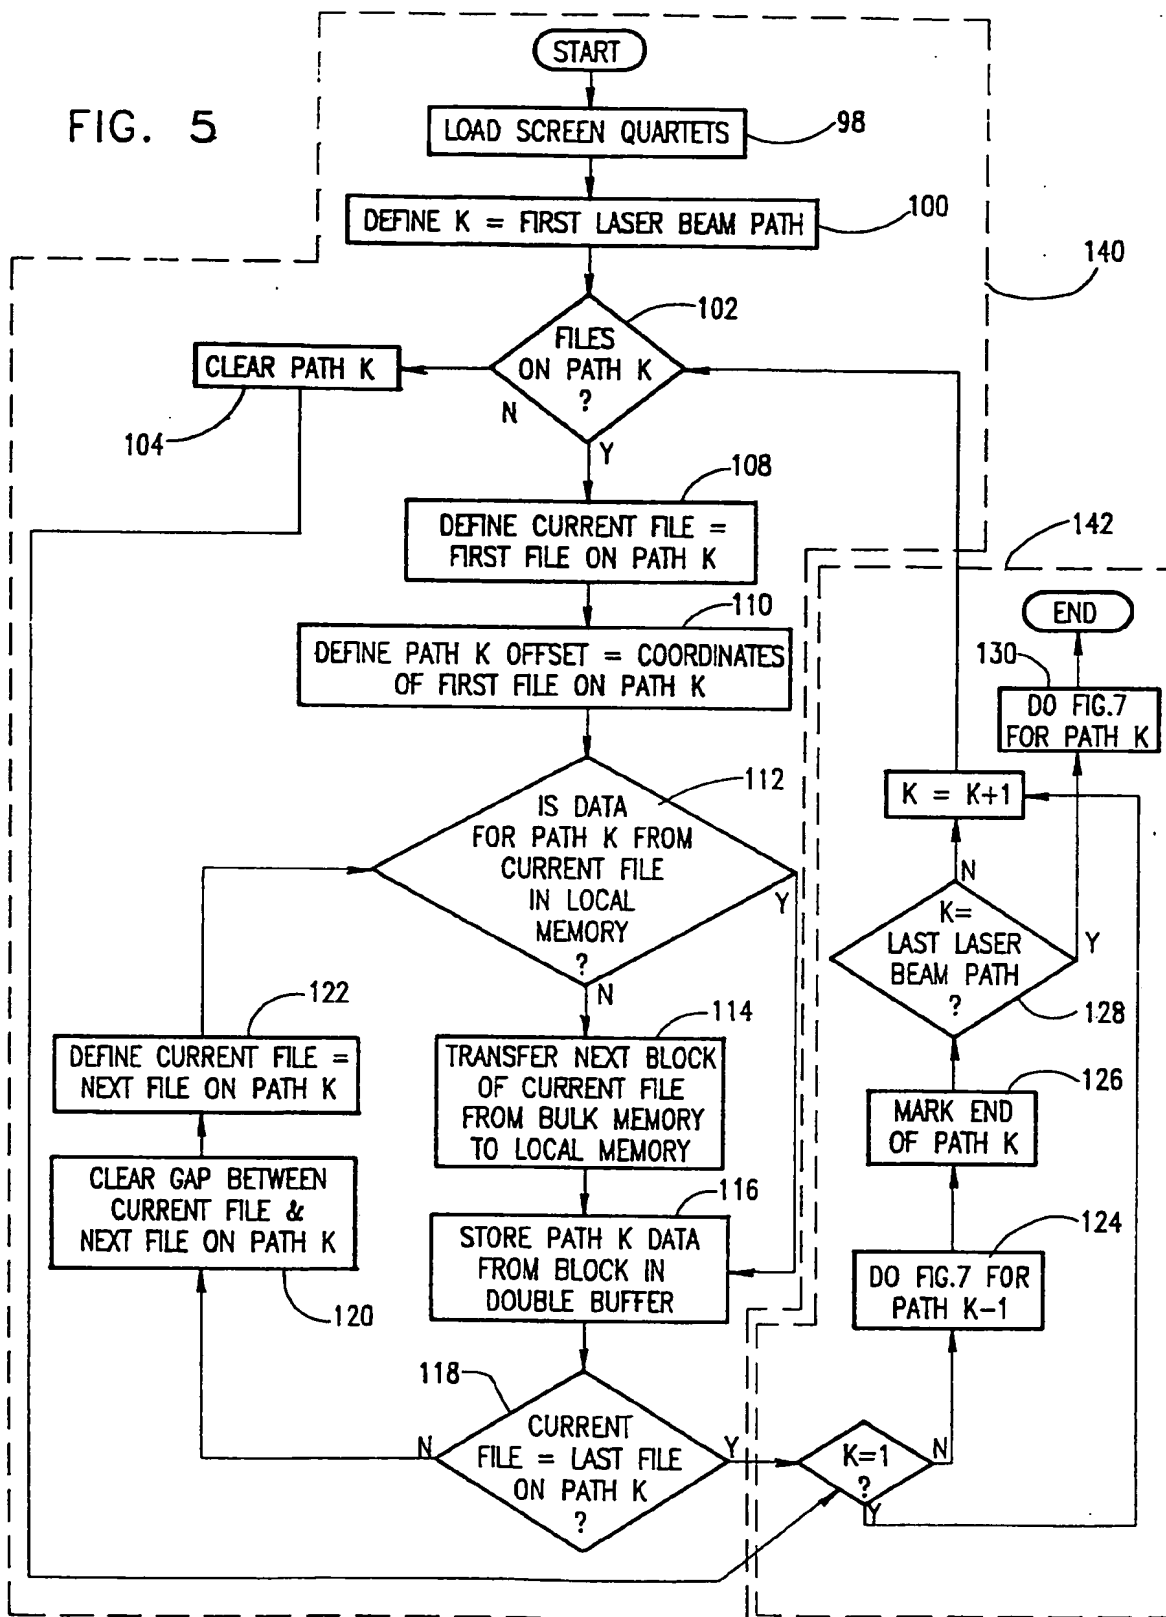 FIG. 5
START
LOAD SCREEN QUARTETS
98
DEFINE K = FIRST LASER BEAM PATH
100
140
102
FILES
ON PATH K
?
N
Y
CLEAR PATH K
104
108
DEFINE CURRENT FILE =
FIRST FILE ON PATH K
142
110
DEFINE PATH K OFFSET = COORDINATES
OF FIRST FILE ON PATH K
END
130
DO FIG.7
FOR PATH K
112
IS DATA
FOR PATH K FROM
CURRENT FILE
IN LOCAL
MEMORY
?
Y
N
K = K+1
N
K=
LAST LASER
BEAM PATH
?
Y
128
122
DEFINE CURRENT FILE =
NEXT FILE ON PATH K
114
TRANSFER NEXT BLOCK
OF CURRENT FILE
FROM BULK MEMORY
TO LOCAL MEMORY
126
MARK END
OF PATH K
CLEAR GAP BETWEEN
CURRENT FILE &
NEXT FILE ON PATH K
120
116
STORE PATH K DATA
FROM BLOCK IN
DOUBLE BUFFER
124
DO FIG.7 FOR
PATH K-1
118
N
CURRENT
FILE = LAST FILE
ON PATH K
?
Y
K=1
?
N
Y